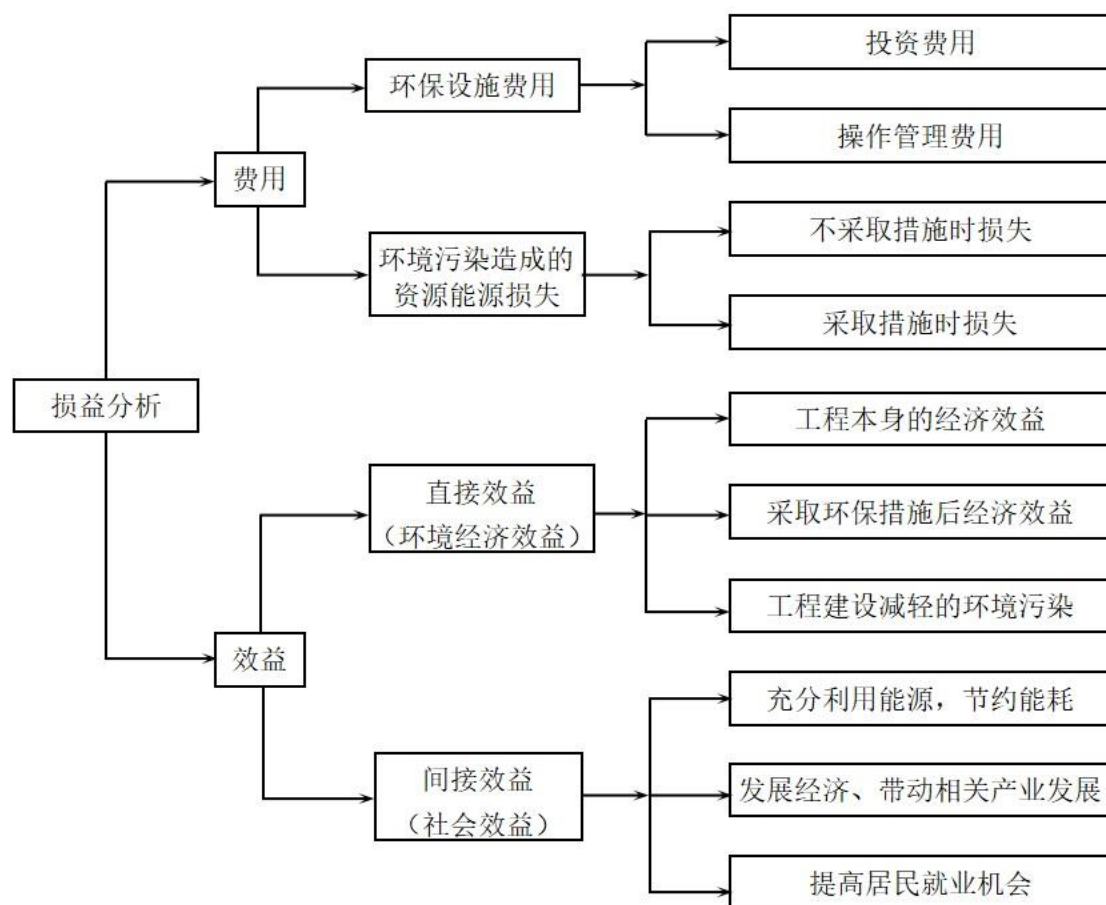 投资费用
环保设施费用
操作管理费用
费用
不采取措施时损失
环境污染造成的
资源能源损失
采取措施时损失
损益分析
工程本身的经济效益
直接效益
（环境经济效益）
采取环保措施后经济效益
工程建设减轻的环境污染
效益
充分利用能源，节约能耗
间接效益
（社会效益）
发展经济、带动相关产业发展
提高居民就业机会